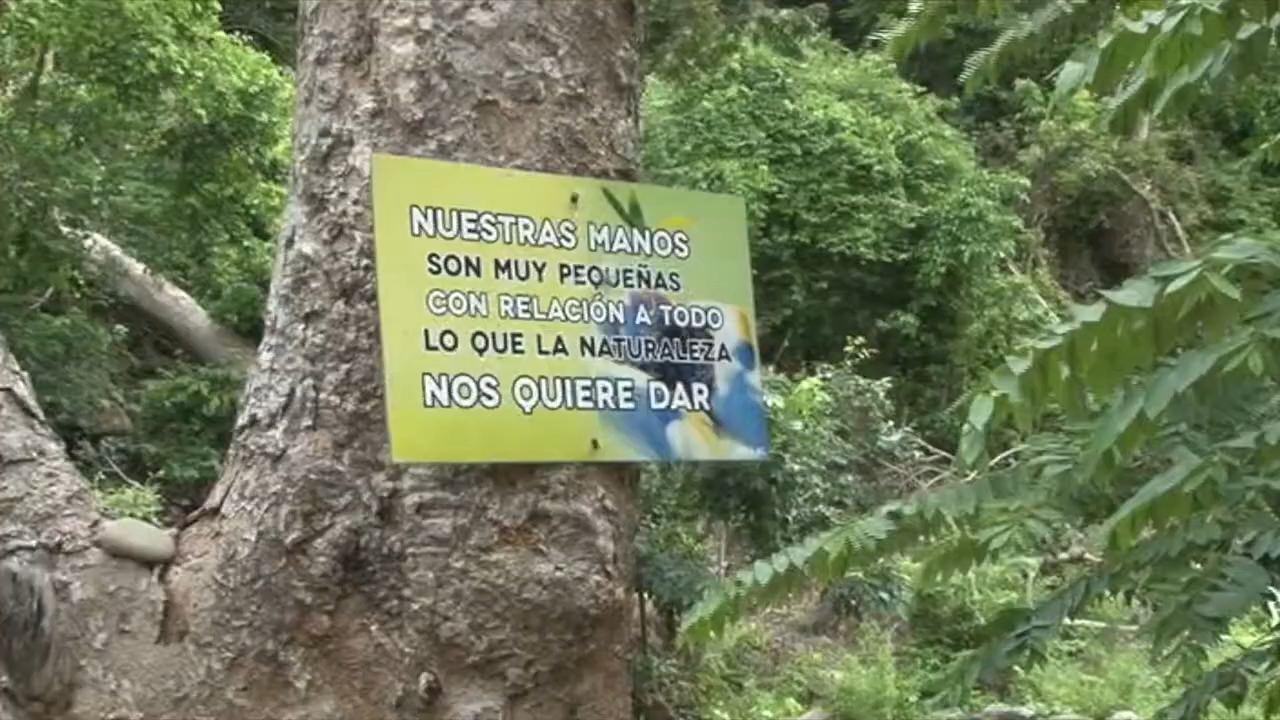 NUESTRAS MANOS
SON MUY PEQUEÑAS
CON RELACIÓN A TODO
LO QUE LA NATURALEZA
NOS QUIERE DAR